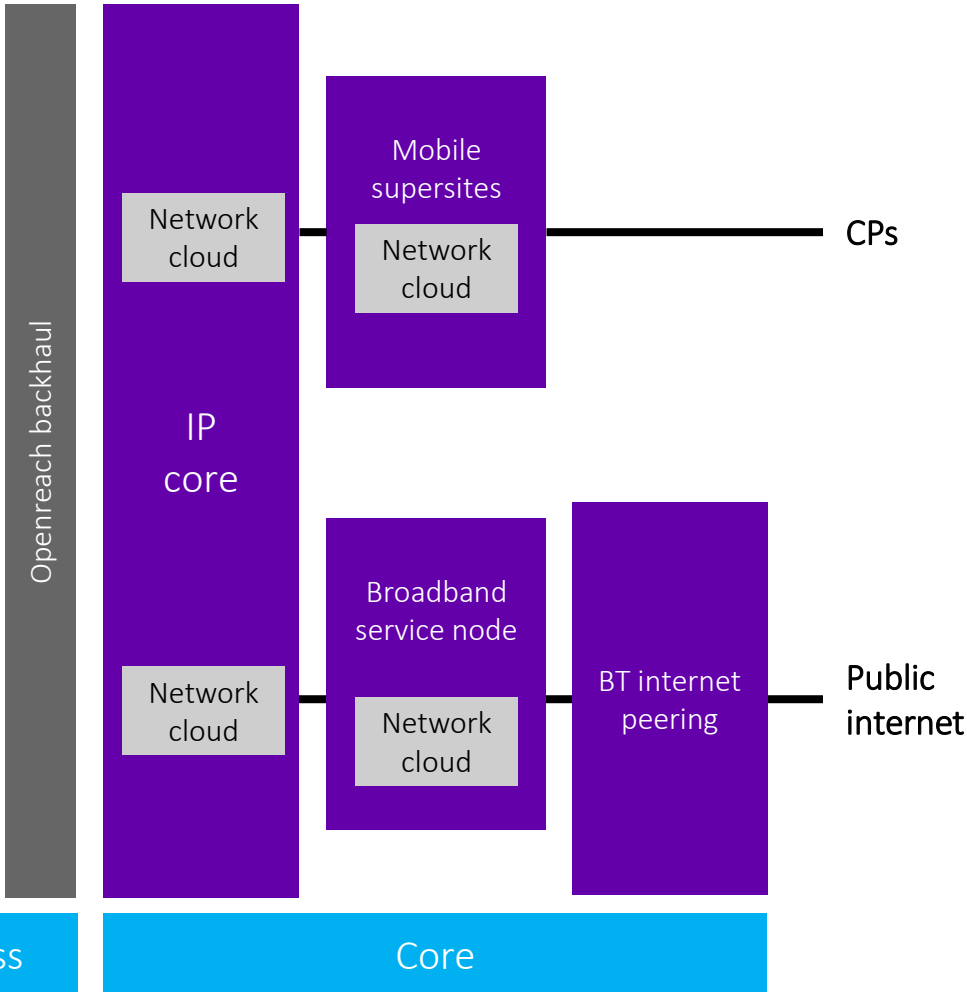 Openreach backhaul
Network
cloud
IP
core
Network
cloud
Mobile
supersites
Network
cloud
CPs
Broadband
service node
Network
cloud
BT internet
peering
Public
internet
ss
Core